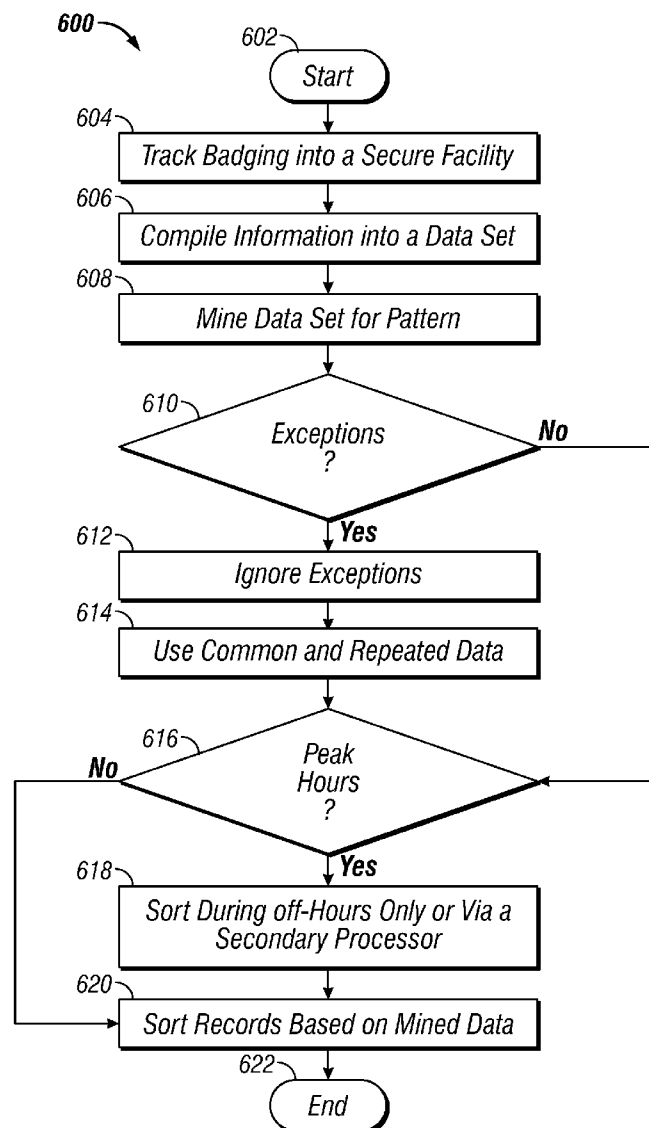 600
602
Start
604
Track Badging into a Secure Facility
606
Compile Information into a Data Set
608
Mine Data Set for Pattern
610
Exceptions
?
No
Yes
612
Ignore Exceptions
614
Use Common and Repeated Data
616
No
Peak
Hours
?
Yes
618
Sort During off-Hours Only or Via a
Secondary Processor
620
Sort Records Based on Mined Data
622
End